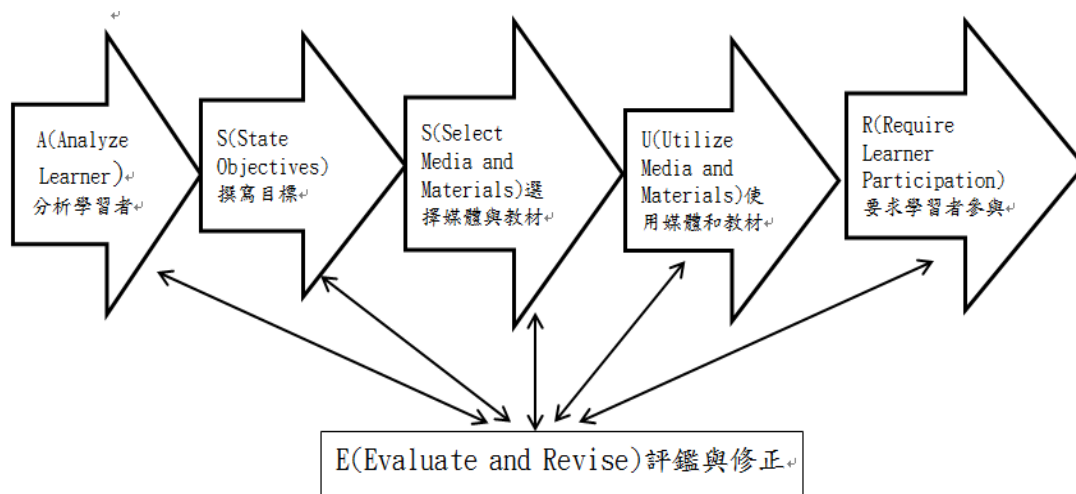 A(Analyze
Learner)
分析學習者
S(State
Objectives)
撰寫目標
S(Select
Media and
Materials)選
擇媒體與教材
U(Utilize
Media and
Materials)使
用媒體和教材
R(Require
Learner
Participation)
要求學習者參與
E(Evaluate and Revise)評鑑與修正